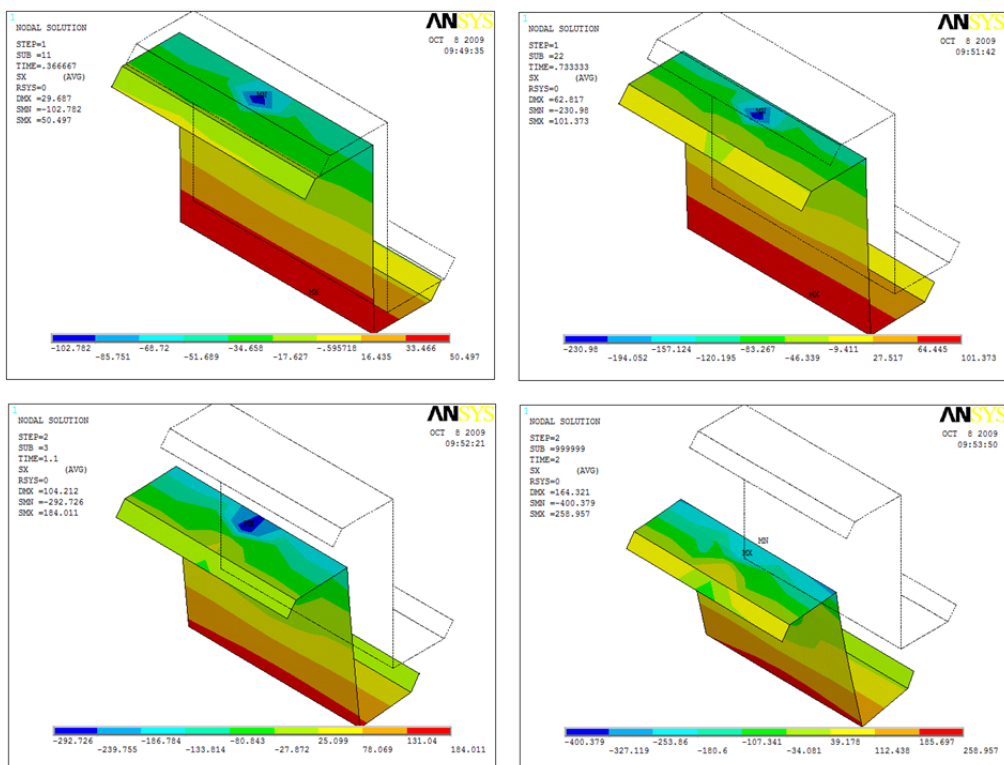 1
NODAL SOLUTION
STEP=1
SUB =11
TIME=.366667
SX (AVG)
RSYS=0
DMX =29.687
SMN =-102.782
SMX =50.497
ANSYS
OCT 8 2009
09:49:35
MN
MX
-102.782 -68.72 -34.658 -.595718 33.466
-85.751 -51.689 -17.627 16.435 50.497
1
NODAL SOLUTION
STEP=1
SUB =22
TIME=.733333
SX (AVG)
RSYS=0
DMX =62.817
SMN =-230.98
SMX =101.373
ANSYS
OCT 8 2009
09:51:42
MN
MX
-230.98 -157.124 -83.267 -9.411 64.445
-194.052 -120.195 -46.339 27.517 101.373
1
NODAL SOLUTION
STEP=2
SUB =3
TIME=1.1
SX (AVG)
RSYS=0
DMX =104.212
SMN =-292.726
SMX =184.011
ANSYS
OCT 8 2009
09:52:21
-292.726 -186.784 -80.843 25.099 131.04
-239.755 -133.814 -27.872 78.069 184.011
1
NODAL SOLUTION
STEP=2
SUB =999999
TIME=2
SX (AVG)
RSYS=0
DMX =164.321
SMN =-400.379
SMX =258.957
ANSYS
OCT 8 2009
09:53:50
MN
MX
-400.379 -253.86 -107.341 39.178 185.697
-327.119 -180.6 -34.081 112.438 258.957